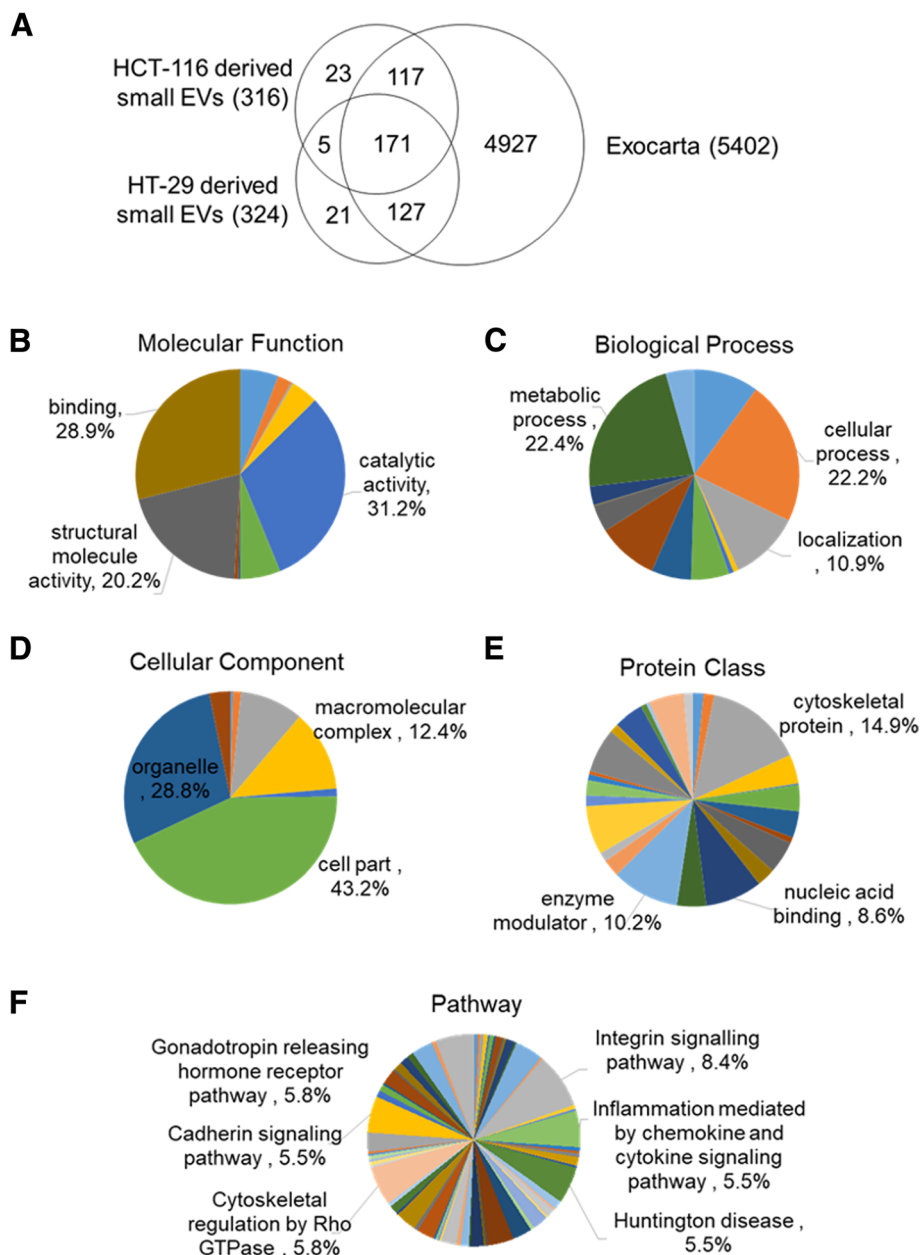 A
HCT-116 derived
small EVs (316)
23
117
5
171
4927
Exocarta (5402)
HT-29 derived
small EVs (324)
21
127
B
Molecular Function
binding,
28.9%
catalytic
activity,
31.2%
structural
molecule
activity, 20.2%
C
Biological Process
metabolic
process ,
22.4%
cellular
process ,
22.2%
localization
, 10.9%
D
Cellular Component
macromolecular
complex , 12.4%
organelle
, 28.8%
cell part ,
43.2%
E
Protein Class
cytoskeletal
protein , 14.9%
nucleic acid
binding , 8.6%
enzyme
modulator , 10.2%
F
Pathway
Gonadotropin releasing
hormone receptor
pathway , 5.8%
Cadherin signaling
pathway , 5.5%
Cytoskeletal
regulation by Rho
GTPase , 5.8%
Integrin signalling
pathway , 8.4%
Inflammation mediated
by chemokine and
cytokine signaling
pathway , 5.5%
Huntington disease ,
5.5%